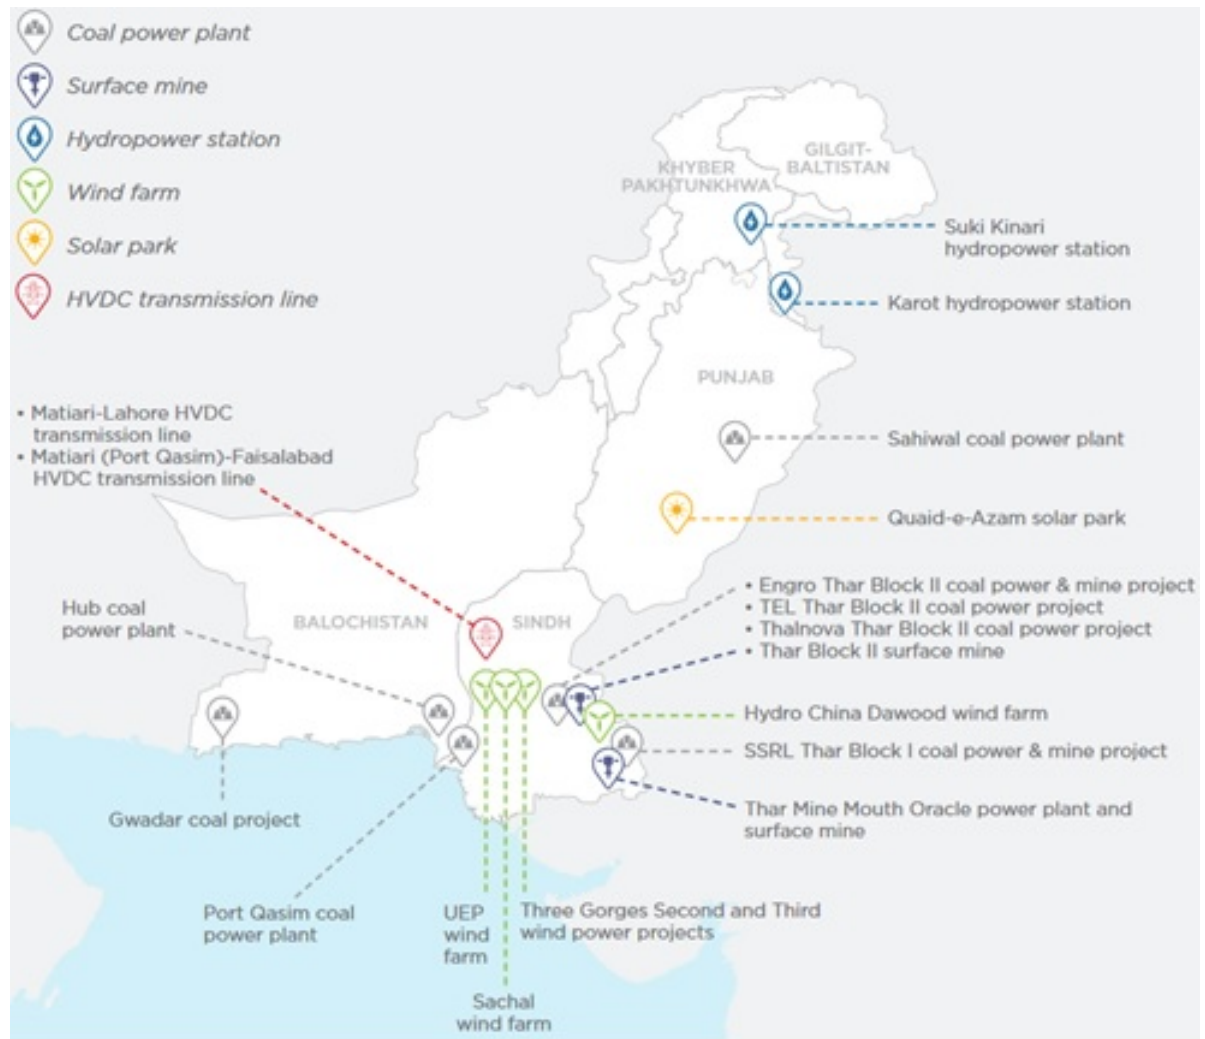 Coal power plant
Surface mine
Hydropower station
Wind farm
Solar park
HVDC transmission line
GILGIT-
BALTISTAN
KHYBER
PAKHTUNKHWA
Suki Kinari
hydropower station
Karot hydropower station
PUNJAB
• Matiari-Lahore HVDC
transmission line
• Matiari (Port Qasim)-Faisalabad
HVDC transmission line
Sahiwal coal power plant
Quaid-e-Azam solar park
• Engro Thar Block II coal power & mine project
• TEL Thar Block II coal power project
• Thalnova Thar Block II coal power project
• Thar Block II surface mine
Hub coal
power plant
BALOCHISTAN
SINDH
Hydro China Dawood wind farm
SSRL Thar Block I coal power & mine project
Thar Mine Mouth Oracle power plant and
surface mine
Gwadar coal project
Port Qasim coal
power plant
UEP
wind
farm
Three Gorges Second and Third
wind power projects
Sachal
wind farm